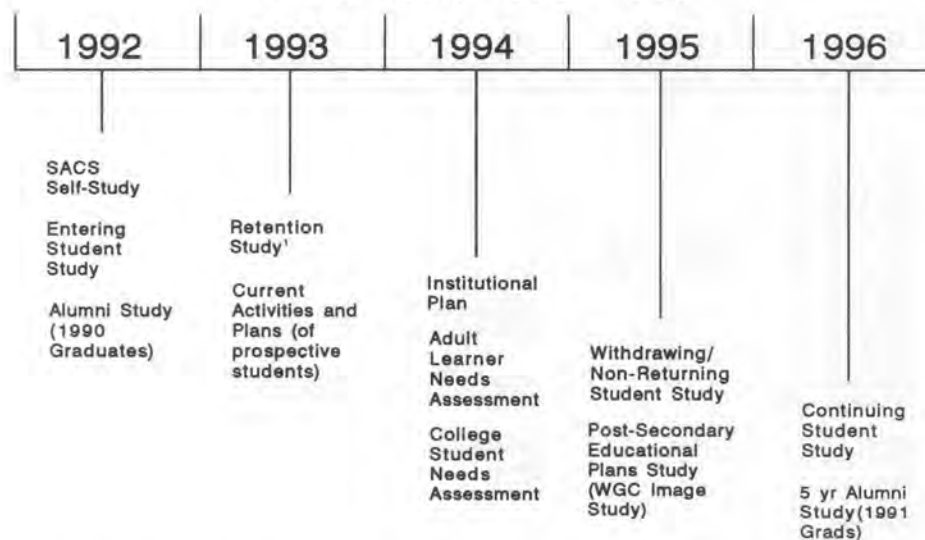 1992
1993
1994
1995
1996
SACS
Self-Study
Entering
Student
Study
Alumni Study
(1990
Graduates)
Retention
Study¹
Current
Activities and
Plans (of
prospective
students)
Institutional
Plan
Adult
Learner
Needs
Assessment
College
Student
Needs
Assessment
Withdrawing/
Non-Returning
Student Study
Post-Secondary
Educational
Plans Study
(WGC Image
Study)
Continuing
Student
Study
5 yr Alumni
Study(1991
Grads)